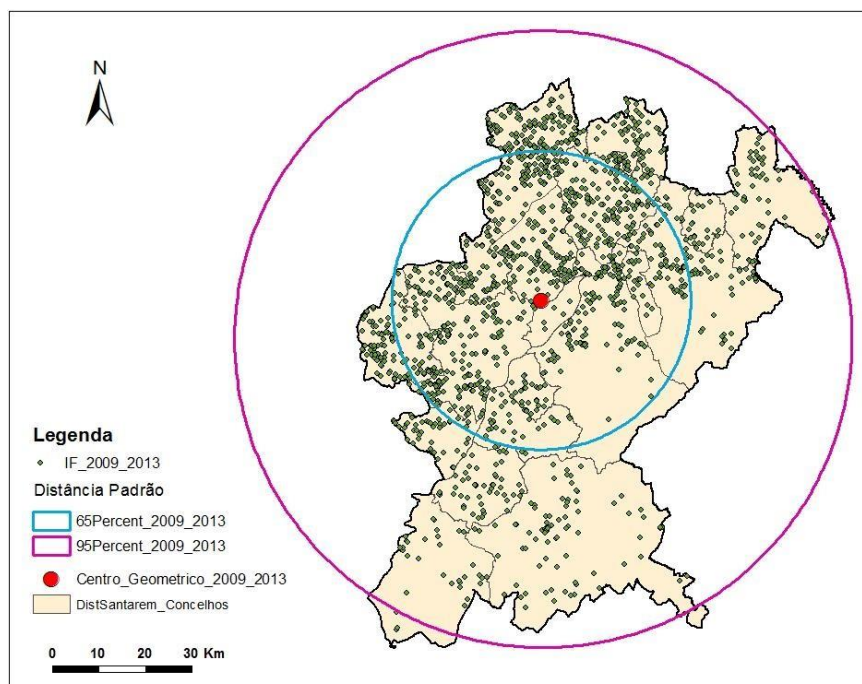 N
Legenda
IF_2009_2013
Distância Padrão
65Percent_2009_2013
95Percent_2009_2013
Centro_Geometrico_2009_2013
DistSantarem_Concelhos
0 10 20 30 Km